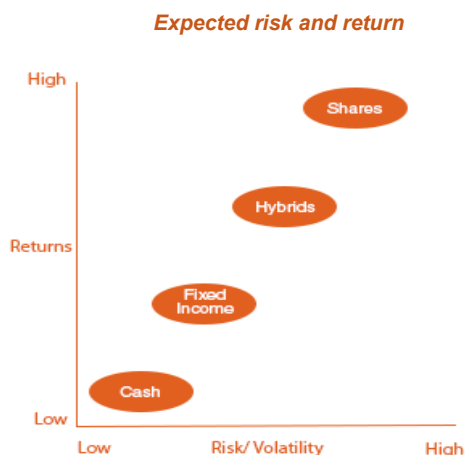 Expected risk and return
High
Shares
Hybrids
Returns
Fixed
Income
Cash
Low
Low Risk/ Volatility High